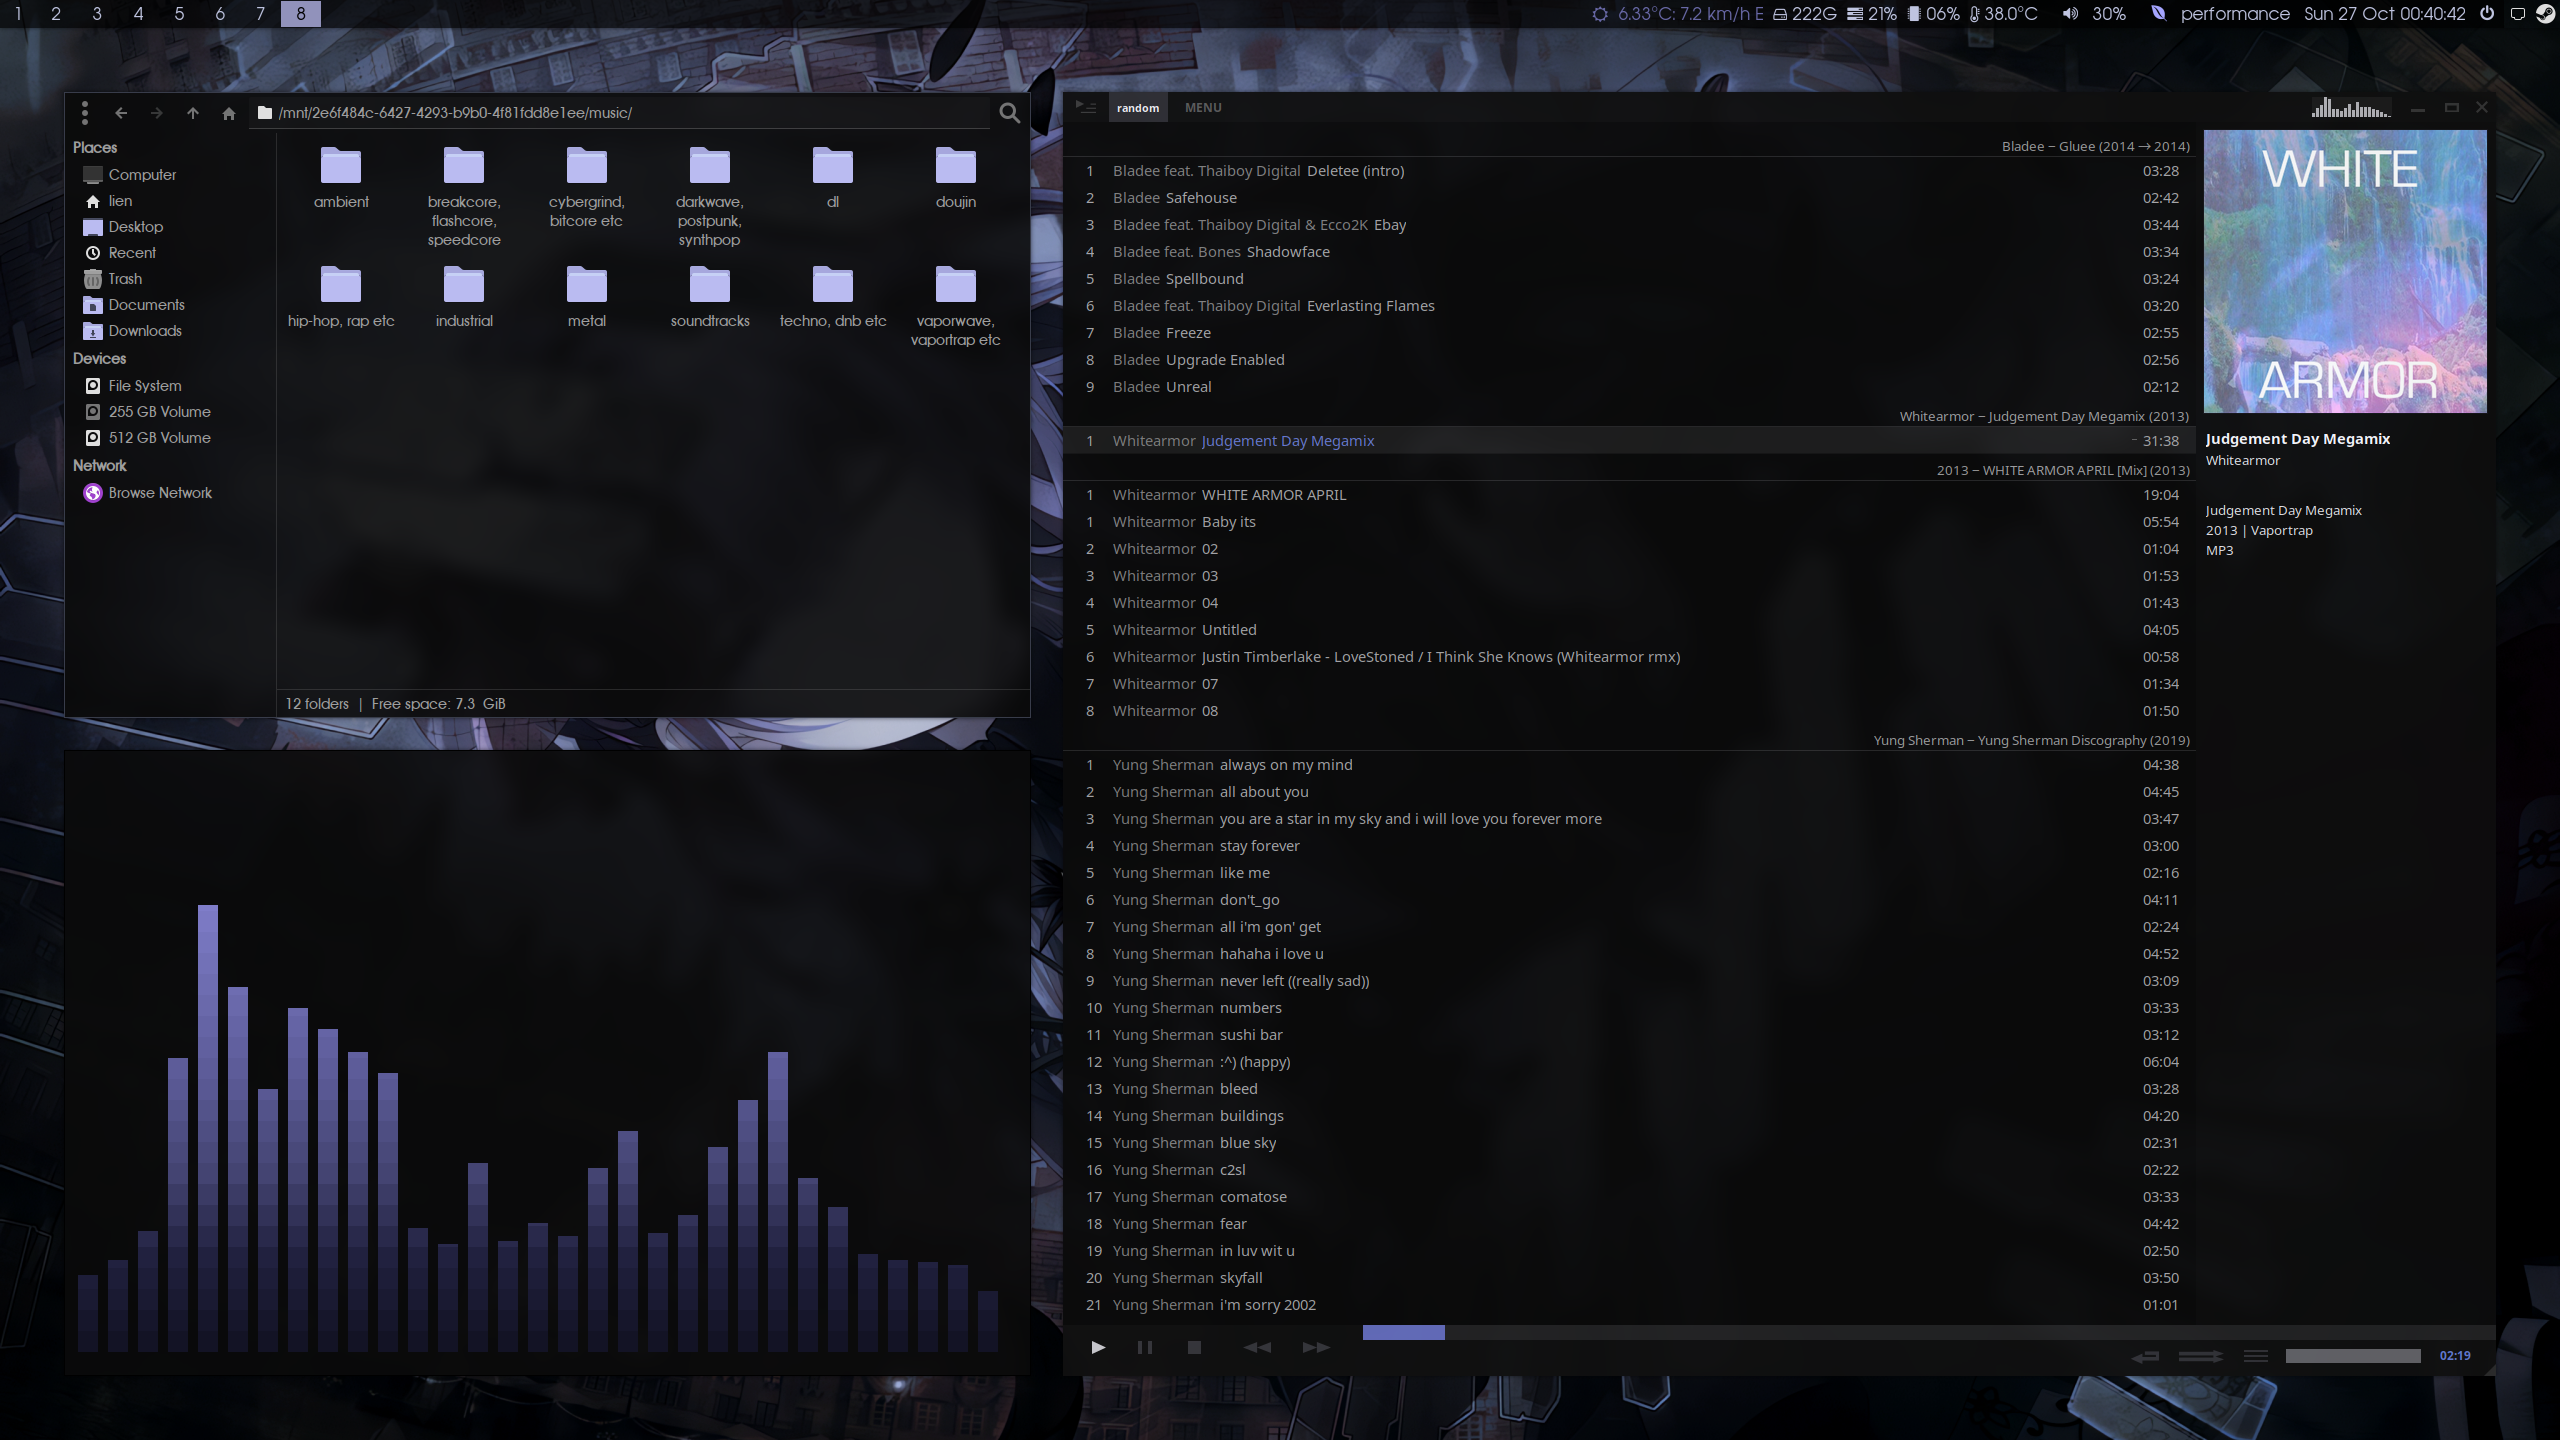 1 2 3 4 5 6 7 8
6.33°C: 7.2 km/h E 222G 21% 06% 38.0°C 30% performance Sun 27 Oct 00:40:42
/mnt/2e6f484c-6427-4293-b9b0-4f81fdd8e1ee/music/
Places
Computer
lien
Desktop
Recent
Trash
Documents
Downloads
Devices
File System
255 GB Volume
512 GB Volume
Network
Browse Network
ambient
breakcore,
flashcore,
speedcore
cybergrind,
bitcore etc
darkwave,
postpunk,
synthpop
dl
doujin
hip-hop, rap etc
industrial
metal
soundtracks
techno, dnb etc
vaporwave,
vaportrap etc
12 folders | Free space: 7.3 GiB
random MENU
Bladee − Gluee (2014 → 2014)
1 Bladee feat. Thaiboy Digital Deletee (intro) 03:28
2 Bladee Safehouse 02:42
3 Bladee feat. Thaiboy Digital & Ecco2K Ebay 03:44
4 Bladee feat. Bones Shadowface 03:34
5 Bladee Spellbound 03:24
6 Bladee feat. Thaiboy Digital Everlasting Flames 03:20
7 Bladee Freeze 02:55
8 Bladee Upgrade Enabled 02:56
9 Bladee Unreal 02:12
Whitearmor − Judgement Day Megamix (2013)
1 Whitearmor Judgement Day Megamix − 31:38
2013 − WHITE ARMOR APRIL [Mix] (2013)
1 Whitearmor WHITE ARMOR APRIL 19:04
1 Whitearmor Baby its 05:54
2 Whitearmor 02 01:04
3 Whitearmor 03 01:53
4 Whitearmor 04 01:43
5 Whitearmor Untitled 04:05
6 Whitearmor Justin Timberlake - LoveStoned / I Think She Knows (Whitearmor rmx) 00:58
7 Whitearmor 07 01:34
8 Whitearmor 08 01:50
Yung Sherman − Yung Sherman Discography (2019)
1 Yung Sherman always on my mind 04:38
2 Yung Sherman all about you 04:45
3 Yung Sherman you are a star in my sky and i will love you forever more 03:47
4 Yung Sherman stay forever 03:00
5 Yung Sherman like me 02:16
6 Yung Sherman don't_go 04:11
7 Yung Sherman all i'm gon' get 02:24
8 Yung Sherman hahaha i love u 04:52
9 Yung Sherman never left ((really sad)) 03:09
10 Yung Sherman numbers 03:33
11 Yung Sherman sushi bar 03:12
12 Yung Sherman :^) (happy) 06:04
13 Yung Sherman bleed 03:28
14 Yung Sherman buildings 04:20
15 Yung Sherman blue sky 02:31
16 Yung Sherman c2sl 02:22
17 Yung Sherman comatose 03:33
18 Yung Sherman fear 04:42
19 Yung Sherman in luv wit u 02:50
20 Yung Sherman skyfall 03:50
21 Yung Sherman i'm sorry 2002 01:01
WHITE
ARMOR
Judgement Day Megamix
Whitearmor
Judgement Day Megamix
2013 | Vaportrap
MP3
02:19